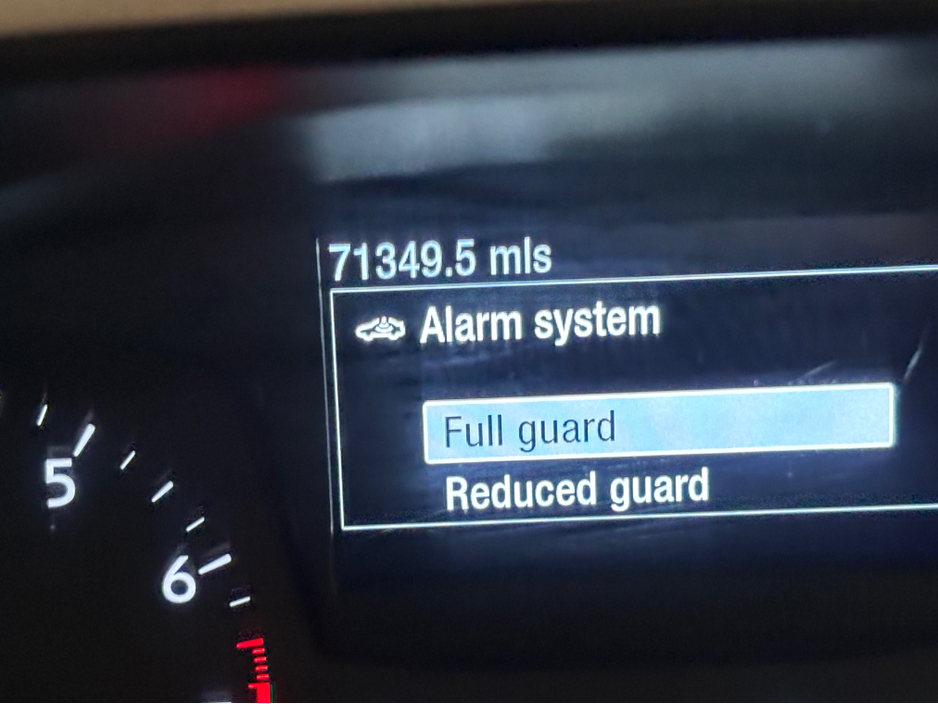 71349.5 mls
Alarm system
Full guard
Reduced guard
5
6